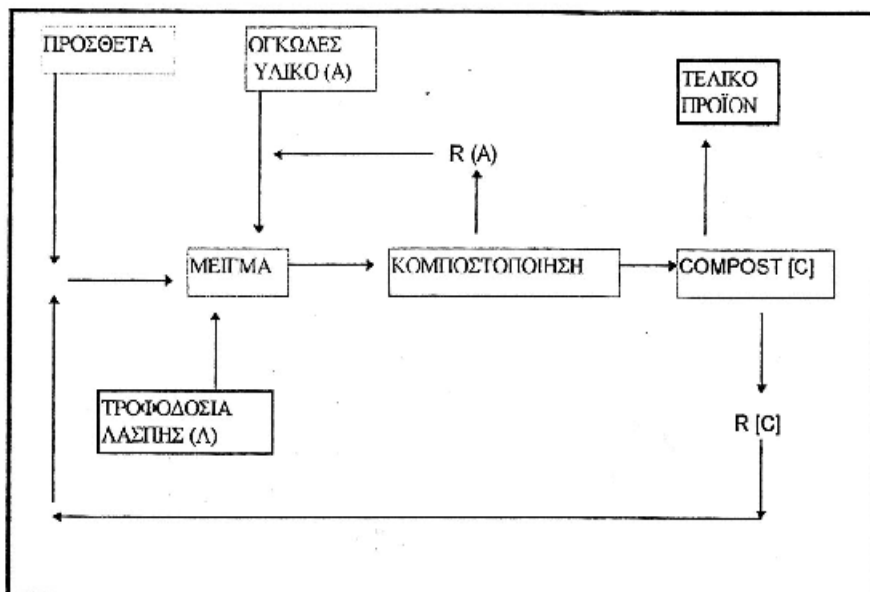 ΠΡΟΣΘΕΤΑ
ΟΓΚΩΔΕΣ
ΥΛΙΚΟ (Α)
ΤΕΛΙΚΟ
ΠΡΟΪΟΝ
R (A)
ΜΕΙΓΜΑ
ΚΟΜΠΟΣΤΟΠΟΙΗΣΗ
COMPOST [C]
ΤΡΟΦΟΔΟΣΙΑ
ΛΑΣΠΗΣ (Λ)
R [C]